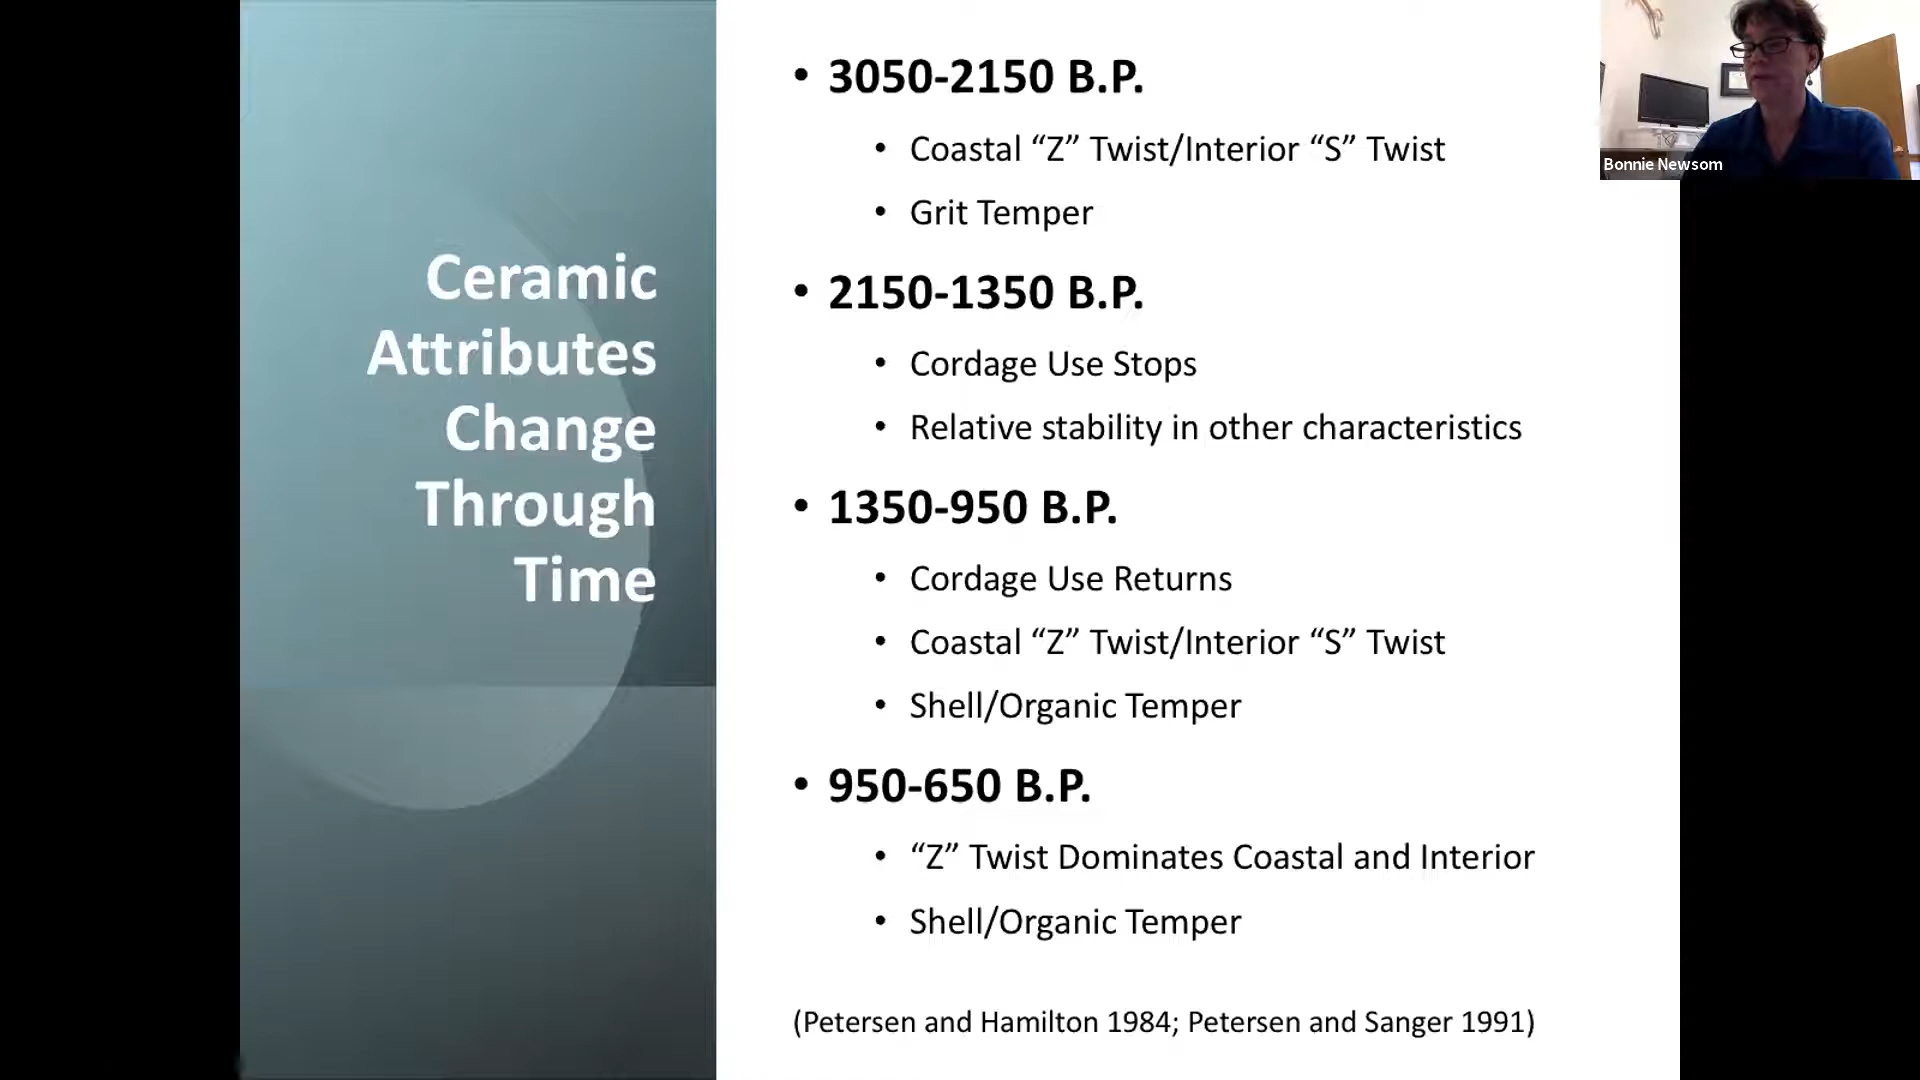 Ceramic
Attributes
Change
Through
Time
• 3050-2150 B.P.
• Coastal “Z” Twist/Interior “S” Twist
• Grit Temper
• 2150-1350 B.P.
• Cordage Use Stops
• Relative stability in other characteristics
• 1350-950 B.P.
• Cordage Use Returns
• Coastal “Z” Twist/Interior “S” Twist
• Shell/Organic Temper
• 950-650 B.P.
• “Z” Twist Dominates Coastal and Interior
• Shell/Organic Temper
(Petersen and Hamilton 1984; Petersen and Sanger 1991)
Bonnie Newsom